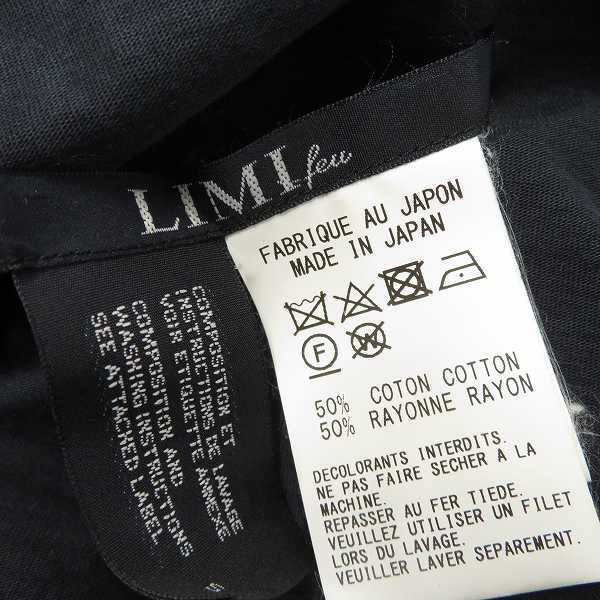 LIMI feu
FABRIQUE AU JAPON
MADE IN JAPAN
F
W
50% COTON COTTON
50% RAYONNE RAYON
DECOLORANTS INTERDITS.
NE PAS FAIRE SECHER A LA
MACHINE.
REPASSER AU FER TIEDE.
VEUILLEZ UTILISER UN FILET
LORS DU LAVAGE.
VEUILLER LAVER SEPAREMENT.
COMPOSITION ET
INSTRUCTIONS DE LAVAGE
VOIR ETIQUETTE ANNEXE
COMPOSITION AND
WASHING INSTRUCTIONS
SEE ATTACHED LABEL